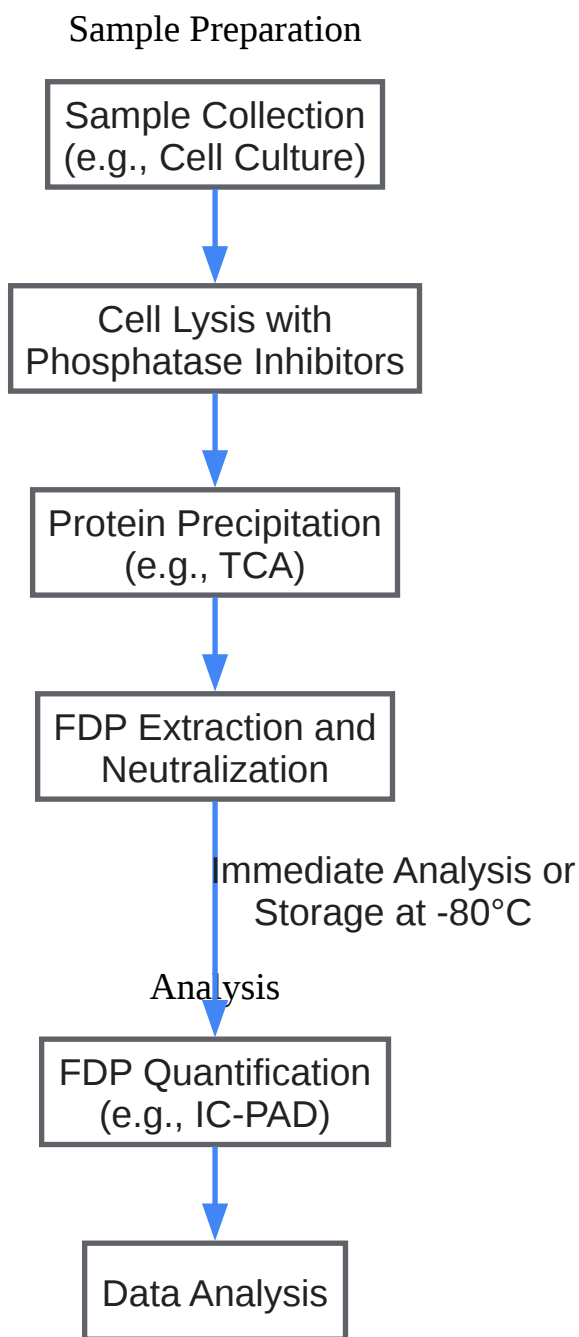 Sample Preparation
Sample Collection
(e.g., Cell Culture)
Cell Lysis with
Phosphatase Inhibitors
Protein Precipitation
(e.g., TCA)
FDP Extraction and
Neutralization
Immediate Analysis or
Storage at -80°C
Analysis
FDP Quantification
(e.g., IC-PAD)
Data Analysis